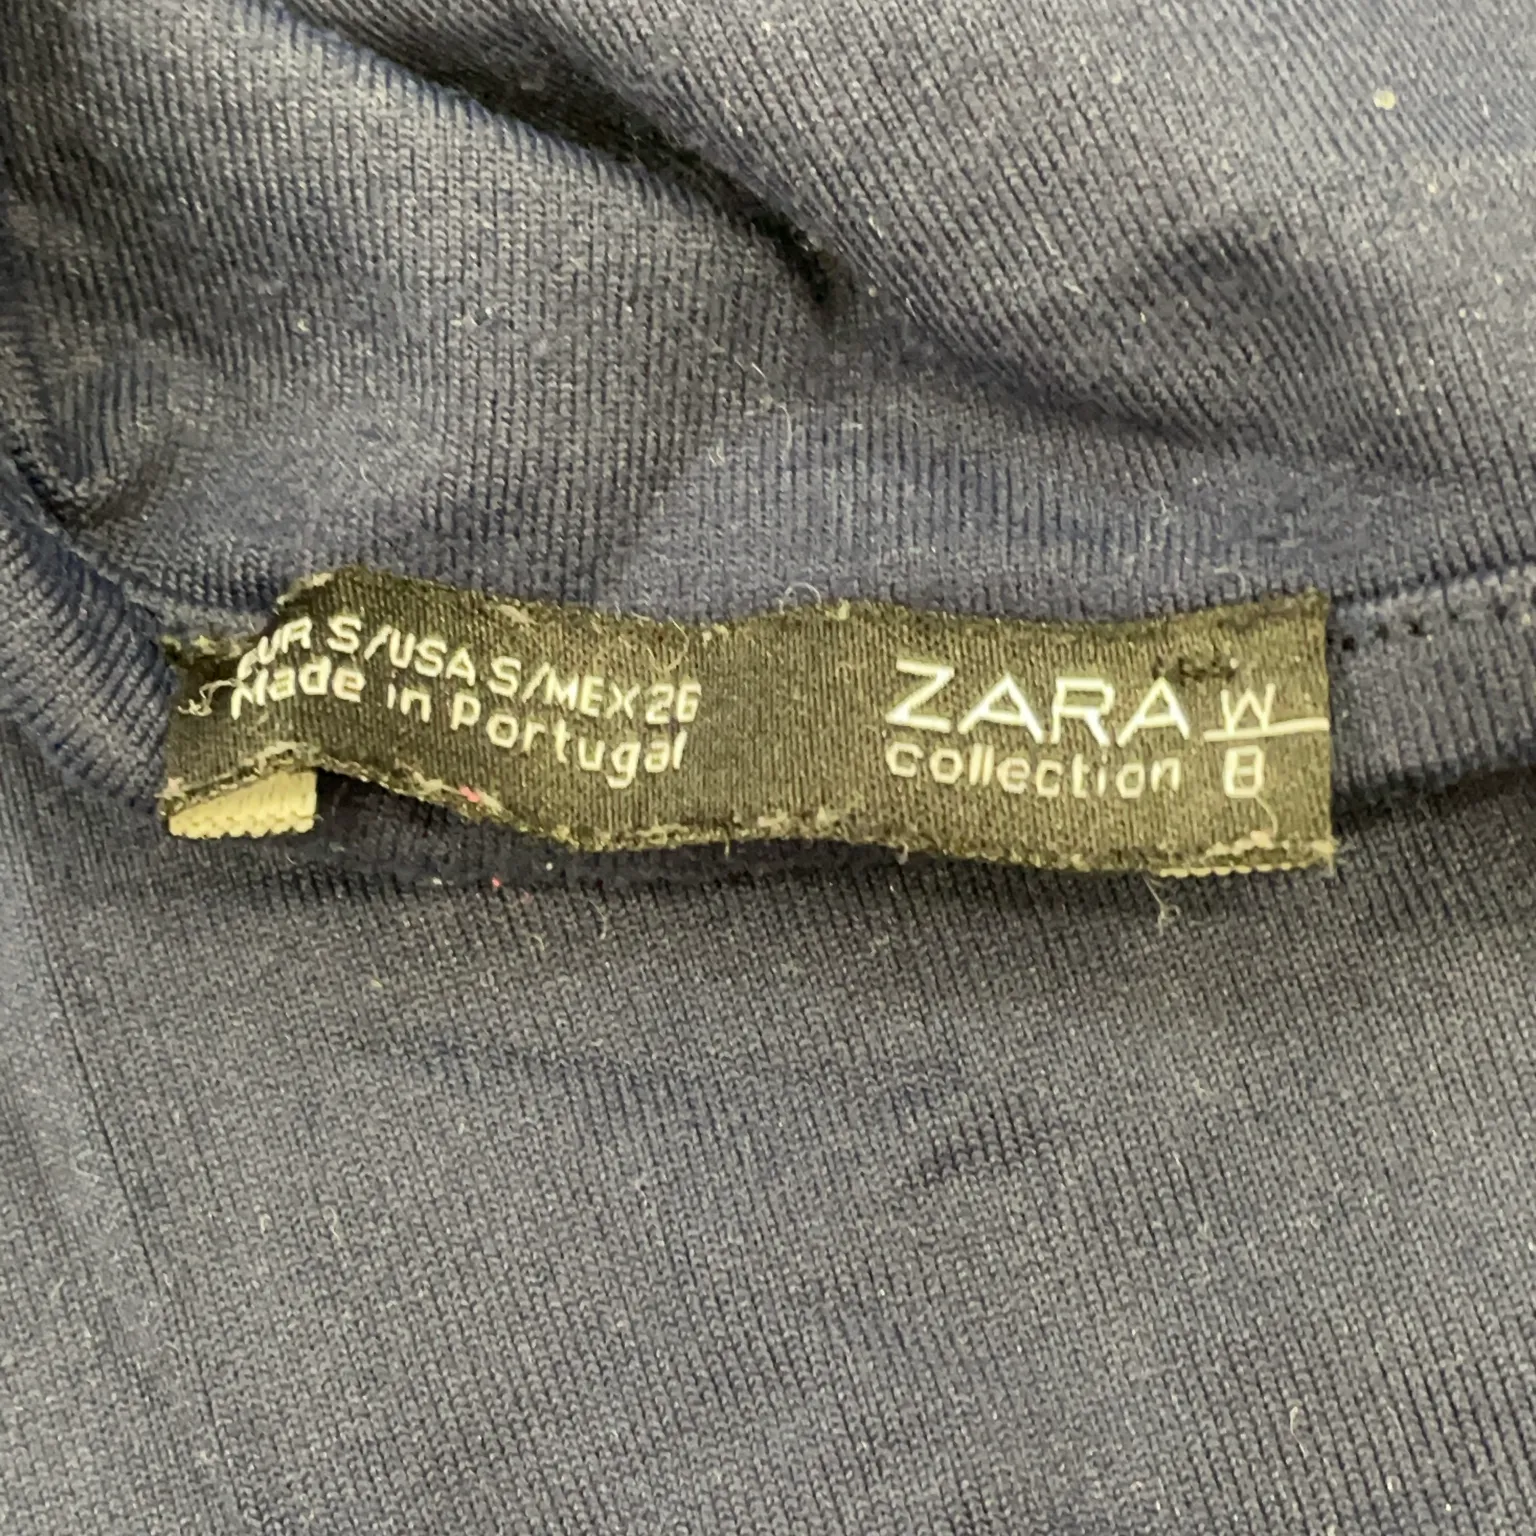 EUR S/USA S/MEX 26
Made in Portugal
ZARA W
collection B